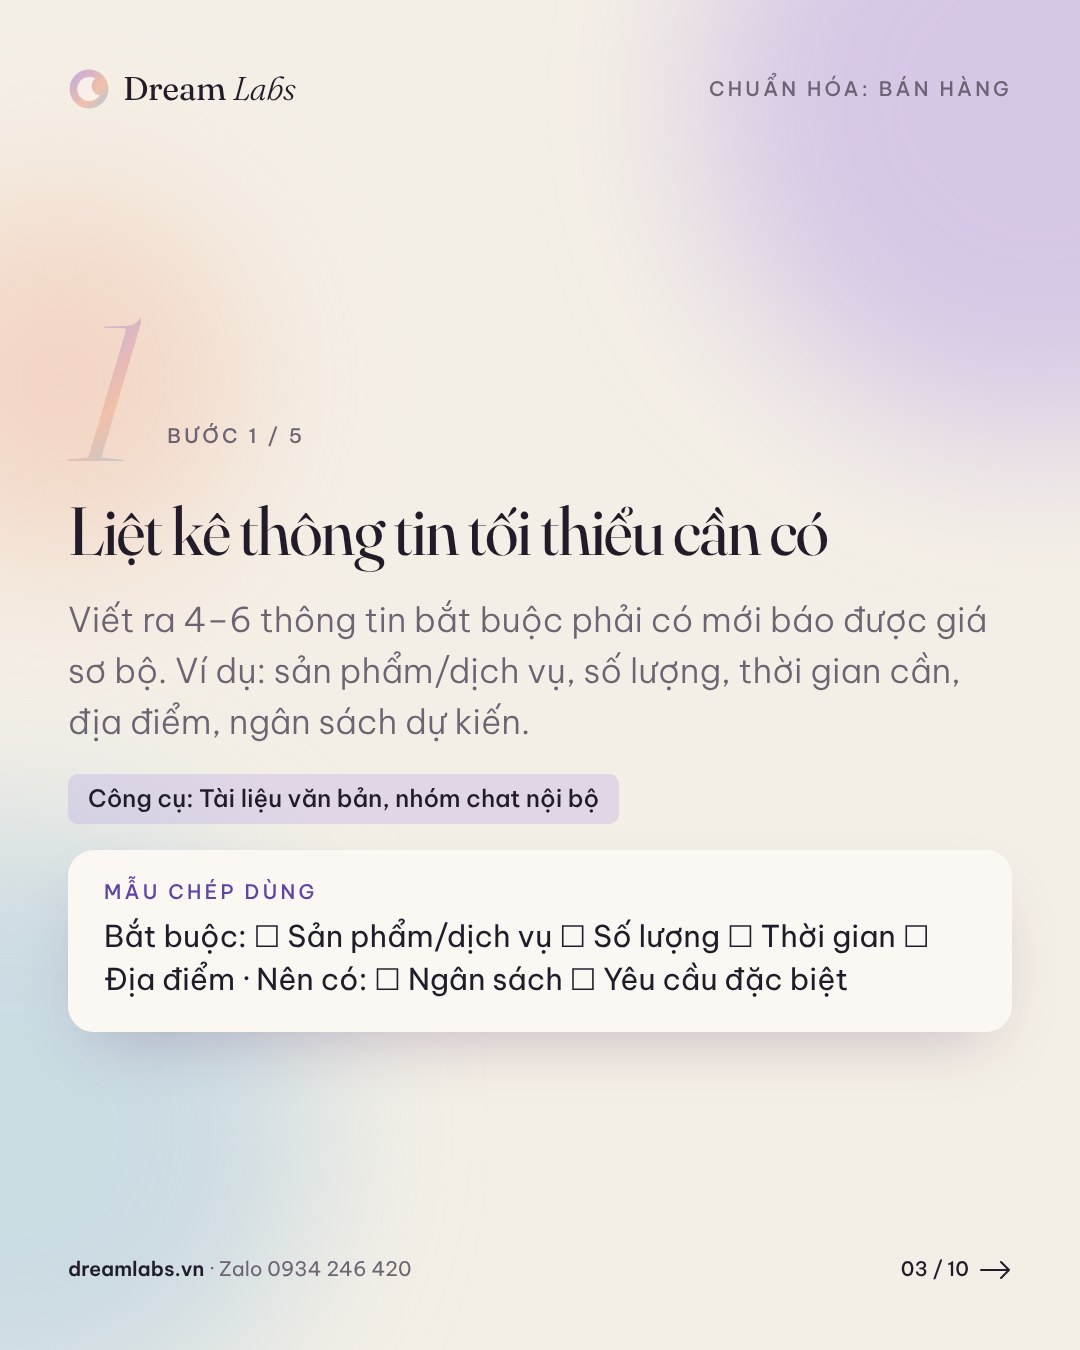 Dream Labs
CHUẨN HÓA: BÁN HÀNG
1
BƯỚC 1 / 5
Liệt kê thông tin tối thiểu cần có
Viết ra 4–6 thông tin bắt buộc phải có mới báo được giá
sơ bộ. Ví dụ: sản phẩm/dịch vụ, số lượng, thời gian cần,
địa điểm, ngân sách dự kiến.
Công cụ: Tài liệu văn bản, nhóm chat nội bộ
MẪU CHÉP DÙNG
Bắt buộc: ☐ Sản phẩm/dịch vụ ☐ Số lượng ☐ Thời gian ☐
Địa điểm · Nên có: ☐ Ngân sách ☐ Yêu cầu đặc biệt
dreamlabs.vn · Zalo 0934 246 420
03 / 10 →